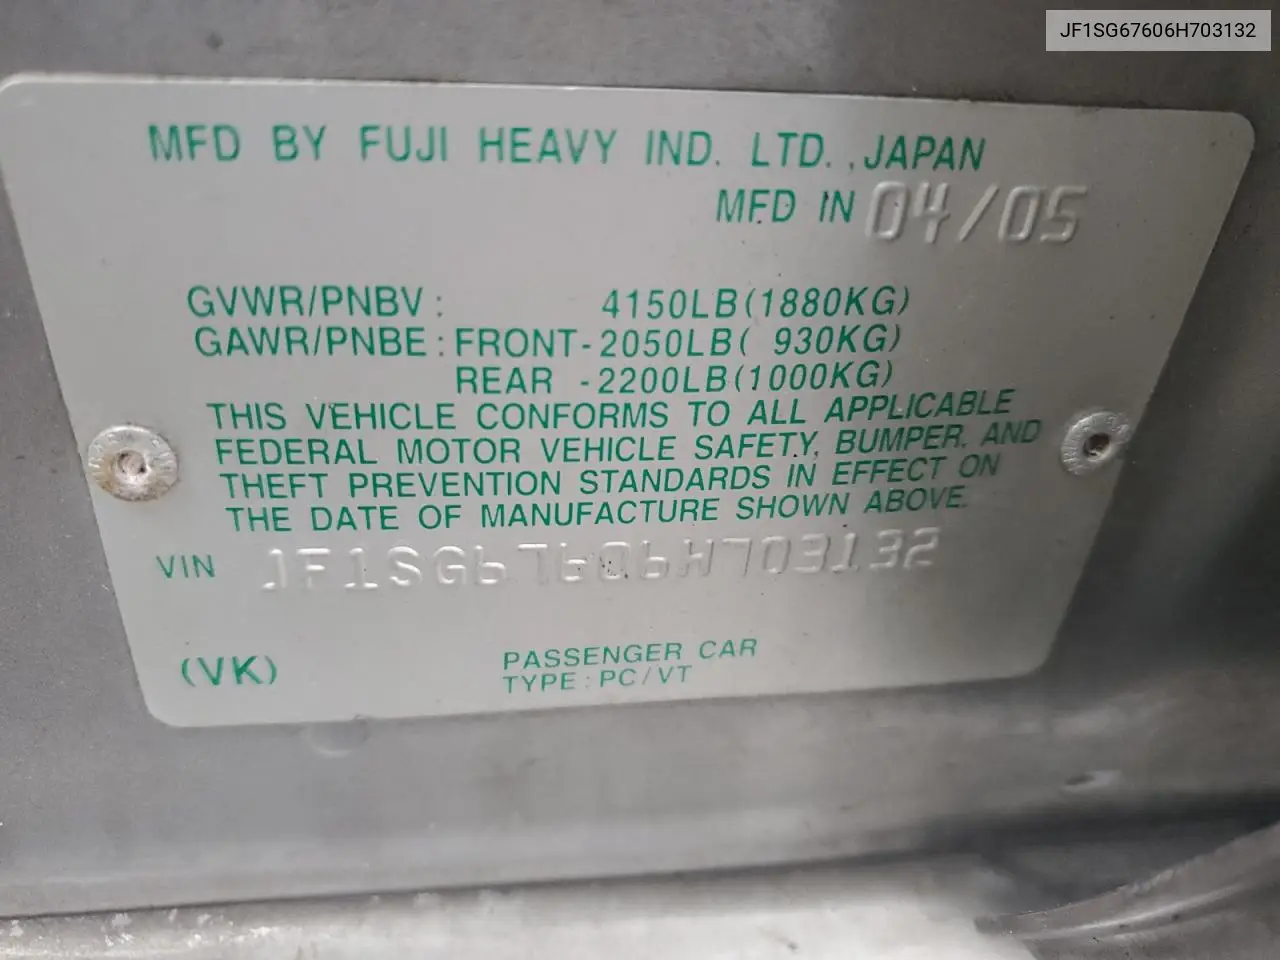 JF1SG67606H703132
MFD BY FUJI HEAVY IND. LTD., JAPAN
MFD IN 04/05
GVWR/PNBV: 4150LB(1880KG)
GAWR/PNBE: FRONT-2050LB( 930KG)
REAR -2200LB(1000KG)
THIS VEHICLE CONFORMS TO ALL APPLICABLE
FEDERAL MOTOR VEHICLE SAFETY, BUMPER, AND
THEFT PREVENTION STANDARDS IN EFFECT ON
THE DATE OF MANUFACTURE SHOWN ABOVE.
VIN JF1SG67606H703132
(VK)
PASSENGER CAR
TYPE: PC/VT